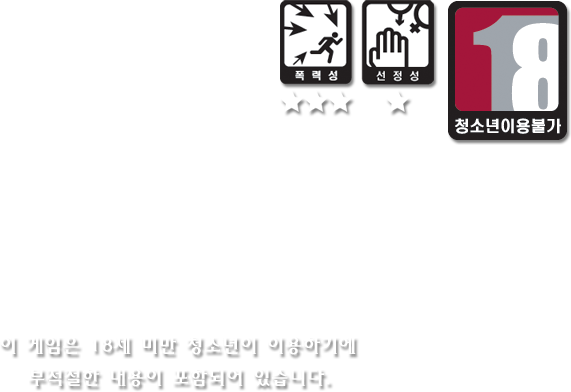 폭력성 선정성
18
청소년이용불가
이 게임은 18세 미만 청소년이 이용하기에
부적절한 내용이 포함되어 있습니다.